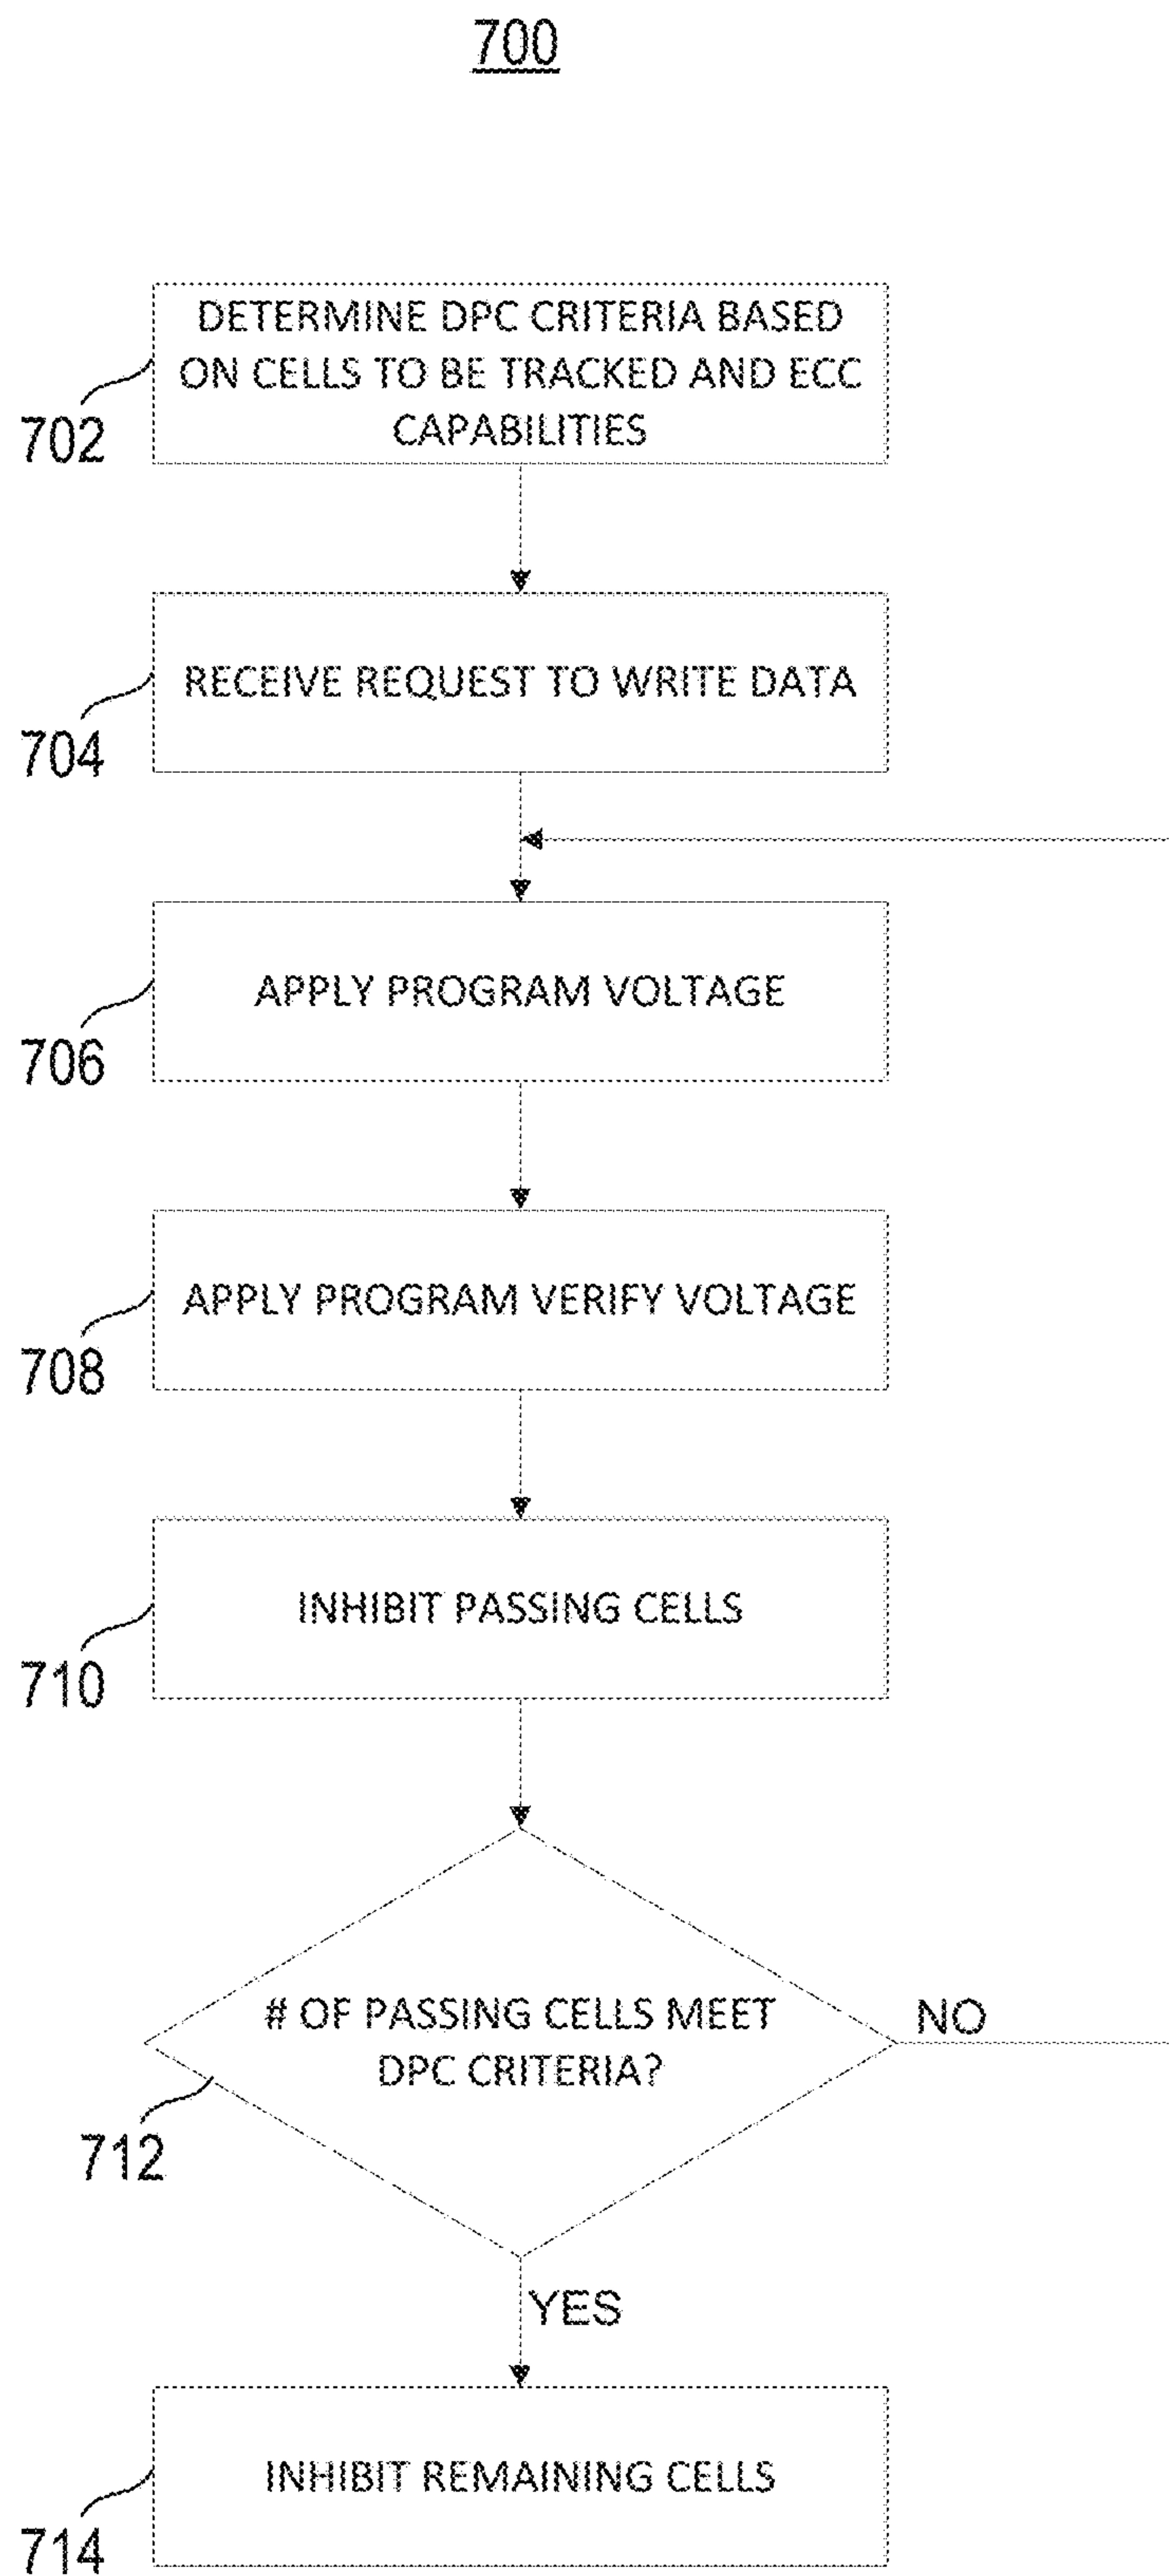 700
DETERMINE DPC CRITERIA BASED
ON CELLS TO BE TRACKED AND ECC
CAPABILITIES
702
RECEIVE REQUEST TO WRITE DATA
704
APPLY PROGRAM VOLTAGE
706
APPLY PROGRAM VERIFY VOLTAGE
708
INHIBIT PASSING CELLS
710
# OF PASSING CELLS MEET
DPC CRITERIA?
NO
712
YES
INHIBIT REMAINING CELLS
714